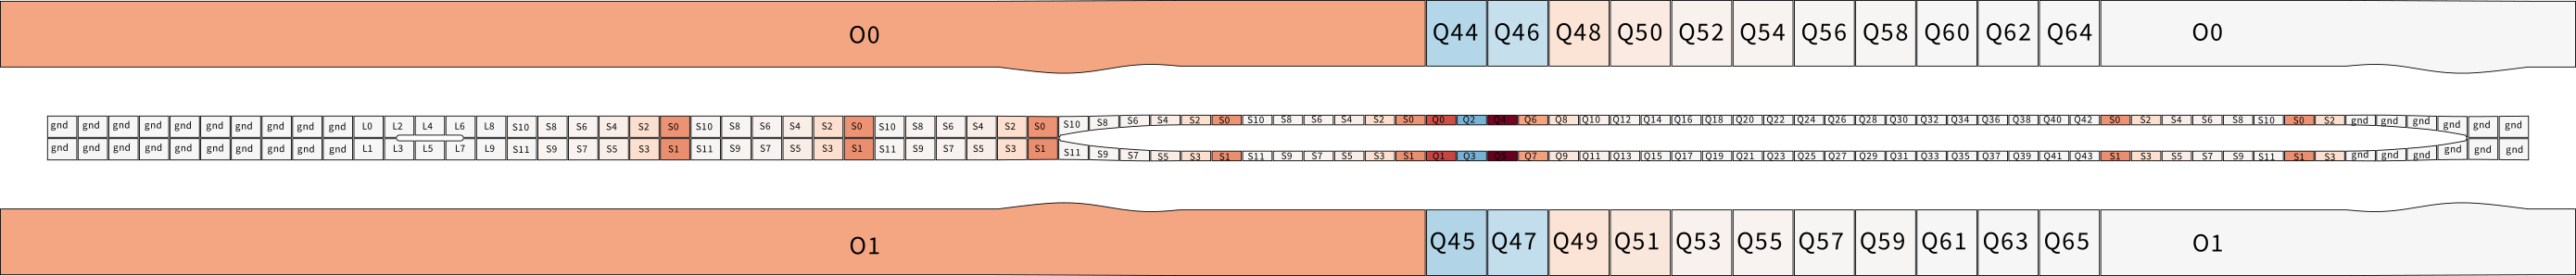 O0 Q44 Q46 Q48 Q50 Q52 Q54 Q56 Q58 Q60 Q62 Q64 O0
gnd gnd gnd gnd gnd gnd gnd gnd gnd gnd L0 L2 L4 L6 L8 S10 S8 S6 S4 S2 S0 S10 S8 S6 S4 S2 S0 S10 S8 S6 S4 S2 S0 S10 S8 S6 S4 S2 S0 S10 S8 S6 S4 S2 S0 Q0 Q2 Q4 Q6 Q8 Q10 Q12 Q14 Q16 Q18 Q20 Q22 Q24 Q26 Q28 Q30 Q32 Q34 Q36 Q38 Q40 Q42 S0 S2 S4 S6 S8 S10 S0 S2 gnd gnd gnd gnd gnd gnd
gnd gnd gnd gnd gnd gnd gnd gnd gnd gnd L1 L3 L5 L7 L9 S11 S9 S7 S5 S3 S1 S11 S9 S7 S5 S3 S1 S11 S9 S7 S5 S3 S1 S11 S9 S7 S5 S3 S1 S11 S9 S7 S5 S3 S1 Q1 Q3 Q5 Q7 Q9 Q11 Q13 Q15 Q17 Q19 Q21 Q23 Q25 Q27 Q29 Q31 Q33 Q35 Q37 Q39 Q41 Q43 S1 S3 S5 S7 S9 S11 S1 S3 gnd gnd gnd gnd gnd gnd
O1 Q45 Q47 Q49 Q51 Q53 Q55 Q57 Q59 Q61 Q63 Q65 O1